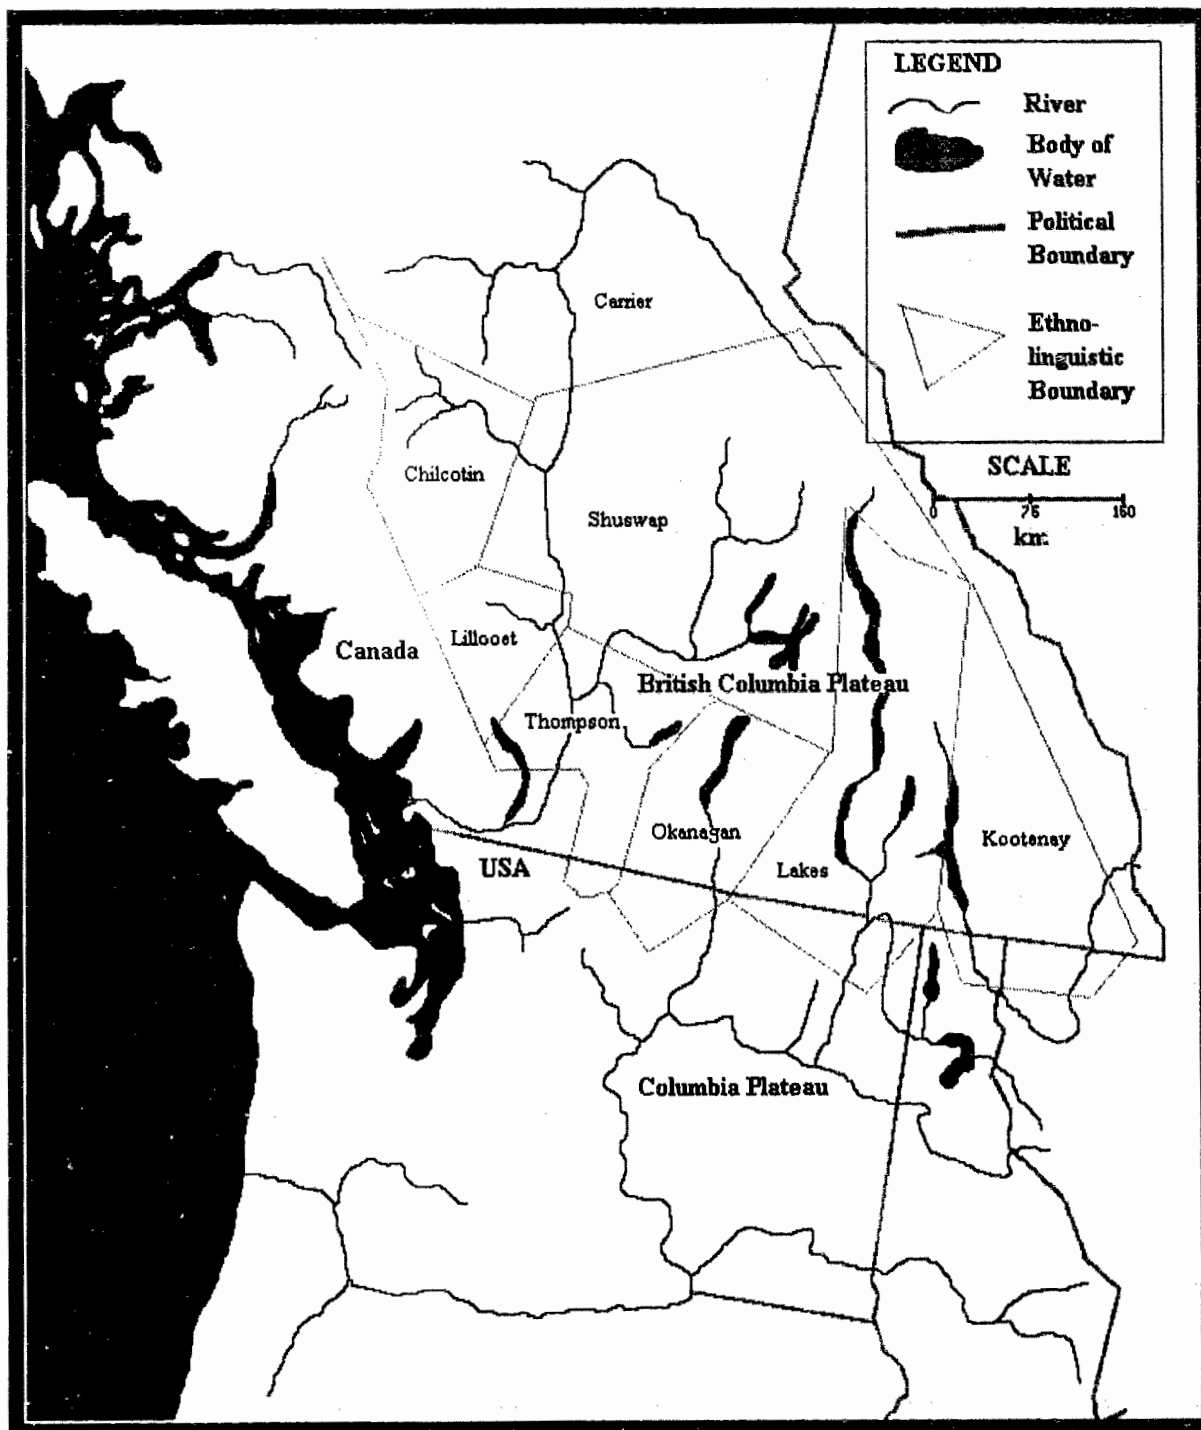 LEGEND
River
Body of
Water
Political
Boundary
Ethno-
linguistic
Boundary
SCALE
0 75 150
km
Carrier
Chilcotin
Shuswap
Canada
Lillooet
British Columbia Plateau
Thompson
Okanagan
Kootenay
USA
Lakes
Columbia Plateau